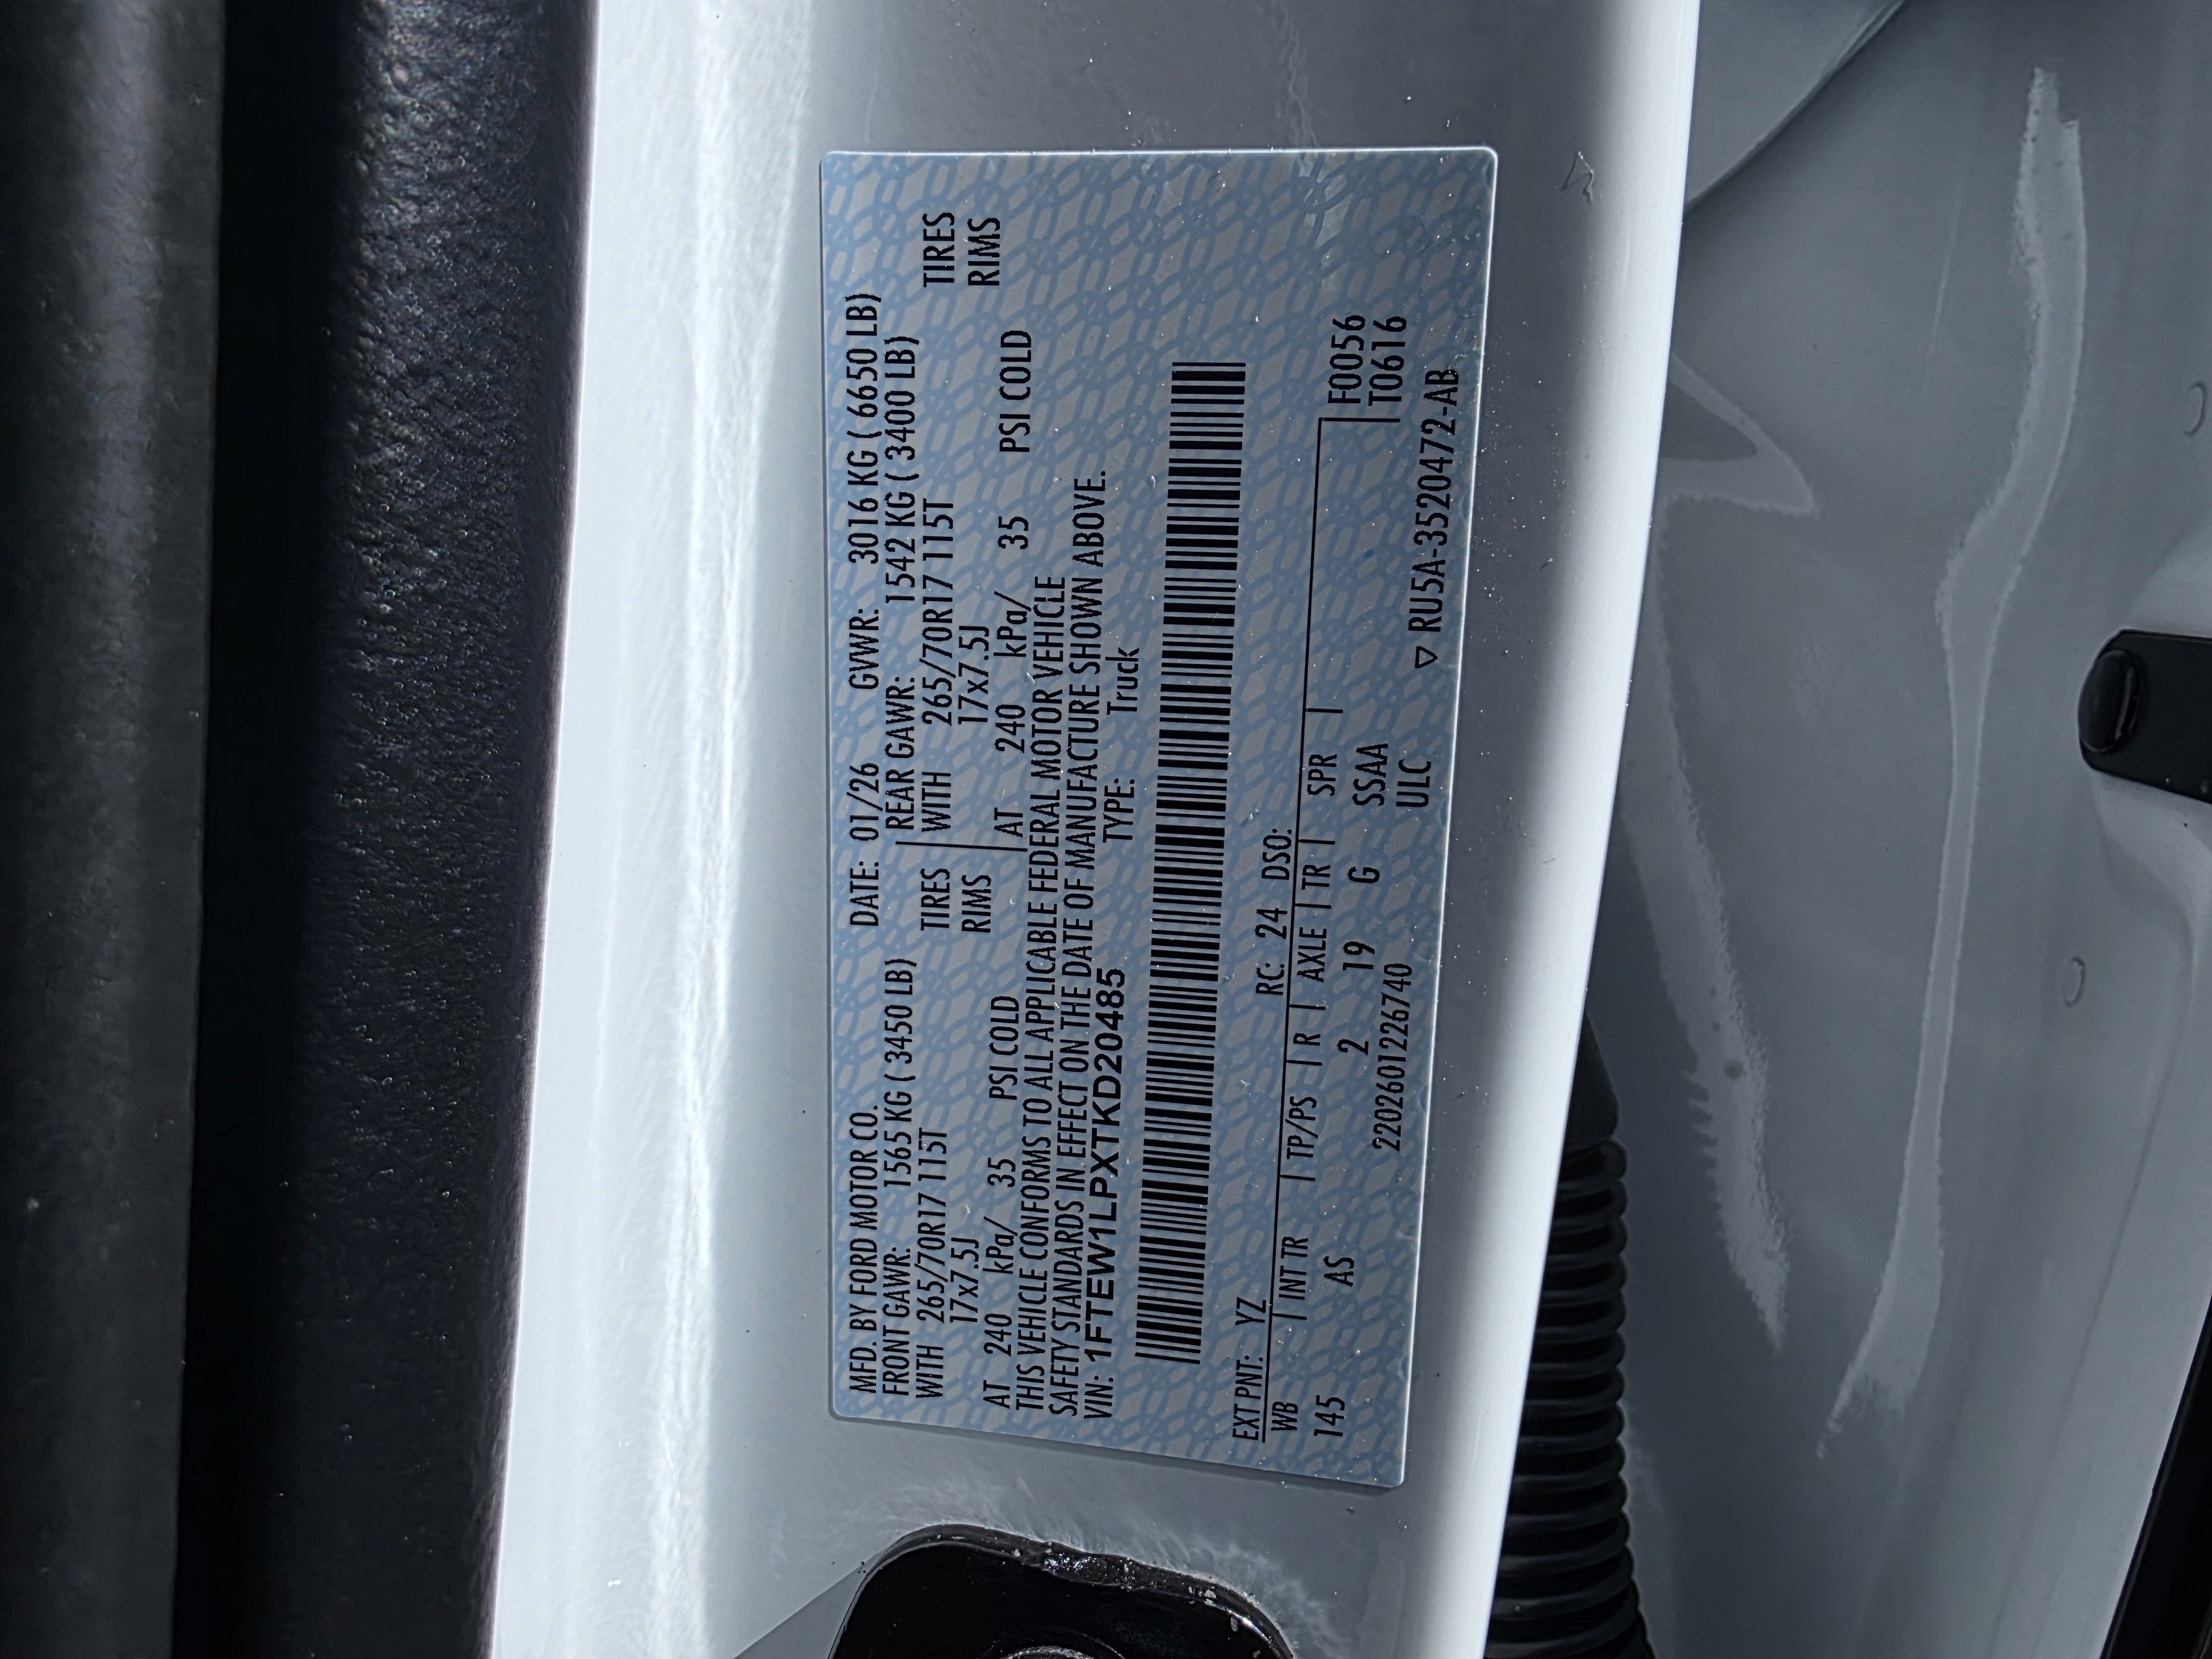 MFD. BY FORD MOTOR CO. DATE: 01/26 GVWR: 3016 KG ( 6650 LB)
FRONT GAWR: 1565 KG ( 3450 LB) REAR GAWR: 1542 KG ( 3400 LB)
WITH 265/70R17 115T TIRES WITH 265/70R17 115T TIRES
17x7.5J RIMS 17x7.5J RIMS
AT 240 kPa/ 35 PSI COLD AT 240 kPa/ 35 PSI COLD
THIS VEHICLE CONFORMS TO ALL APPLICABLE FEDERAL MOTOR VEHICLE
SAFETY STANDARDS IN EFFECT ON THE DATE OF MANUFACTURE SHOWN ABOVE.
VIN: 1FTEW1LPXTKD20485 TYPE: Truck
EXT PNT: YZ RC: 24 DSO:
WB INT TR TP/PS R AXLE TR SPR F0056
145 AS 2 19 G SSAA T0616
220260122226740 ULC ▽ RU5A-3520472-AB